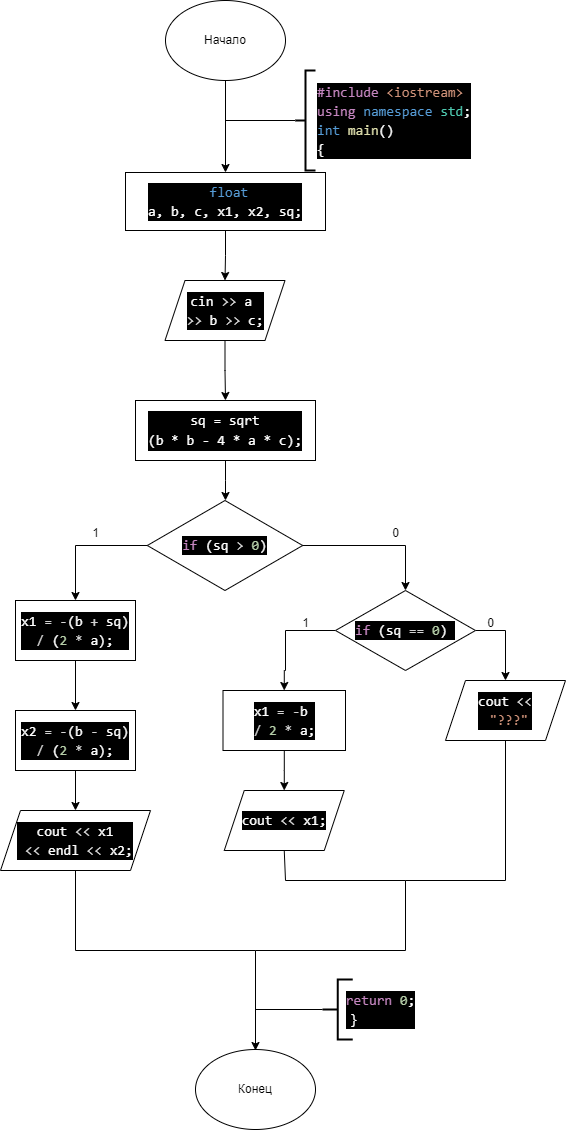 Начало
#include <iostream>
using namespace std;
int main()
{
float
a, b, c, x1, x2, sq;
cin >> a
>> b >> c;
sq = sqrt
(b * b - 4 * a * c);
if (sq > 0)
1
0
x1 = -(b + sq)
/ (2 * a);
x2 = -(b - sq)
/ (2 * a);
cout << x1
<< endl << x2;
if (sq == 0)
1
0
x1 = -b
/ 2 * a;
cout << x1;
cout <<
"???"
return 0;
}
Конец